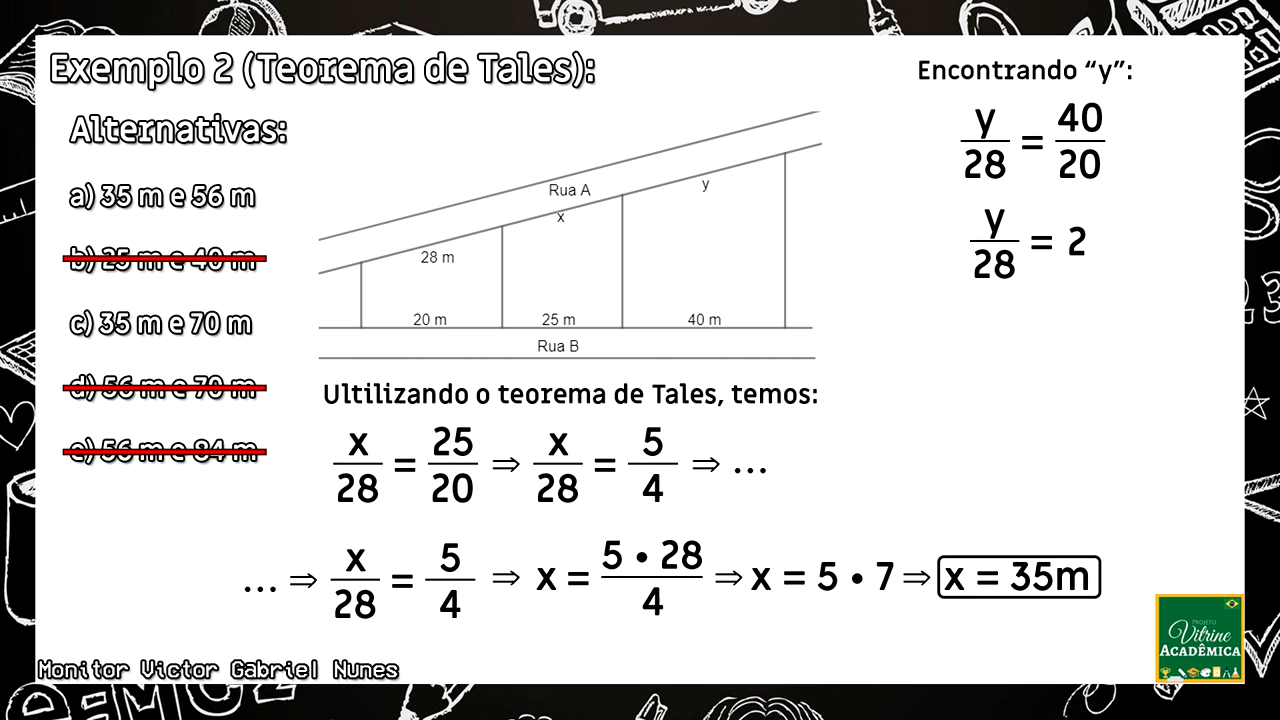 Exemplo 2 (Teorema de Tales):
Alternativas:
a) 35 m e 56 m
b) 25 m e 40 m
c) 35 m e 70 m
d) 56 m e 70 m
e) 56 m e 84 m
Rua A
x
y
28 m
20 m
25 m
40 m
Rua B
Ultilizando o teorema de Tales, temos:
x/28 = 25/20 ⇒ x/28 = 5/4 ⇒ ...
... ⇒ x/28 = 5/4 ⇒ x = 5 • 28/4 ⇒ x = 5 • 7 ⇒ x = 35m
Encontrando “y”:
y/28 = 40/20
y/28 = 2
Monitor Victor Gabriel Nunes
PROJETO
Vitrine
ACADÊMICA